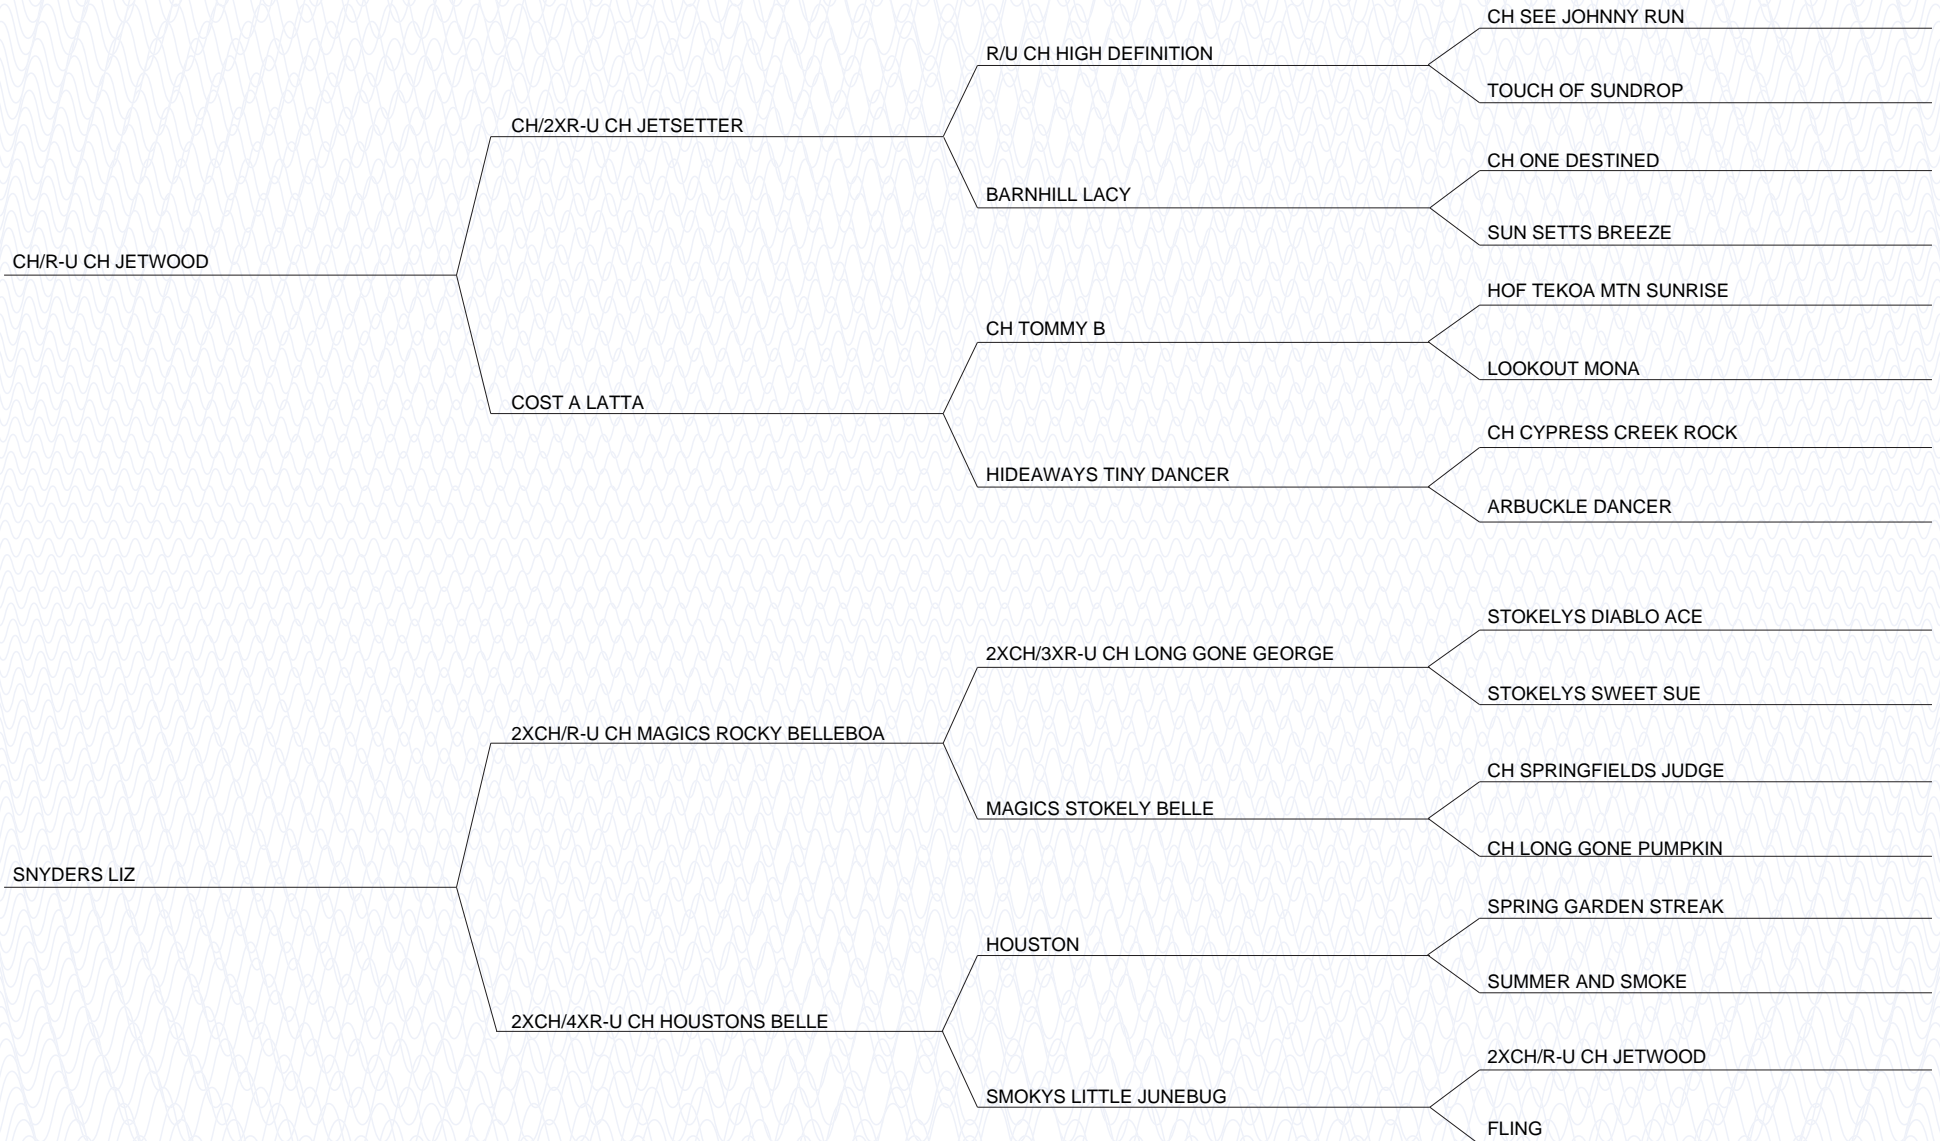 CH SEE JOHNNY RUN
R/U CH HIGH DEFINITION
TOUCH OF SUNDROP
CH/2XR-U CH JETSETTER
CH ONE DESTINED
BARNHILL LACY
SUN SETTS BREEZE
CH/R-U CH JETWOOD
HOF TEKOA MTN SUNRISE
CH TOMMY B
LOOKOUT MONA
COST A LATTA
CH CYPRESS CREEK ROCK
HIDEAWAYS TINY DANCER
ARBUCKLE DANCER
STOKELYS DIABLO ACE
2XCH/3XR-U CH LONG GONE GEORGE
STOKELYS SWEET SUE
2XCH/R-U CH MAGICS ROCKY BELLEBOA
CH SPRINGFIELDS JUDGE
MAGICS STOKELY BELLE
CH LONG GONE PUMPKIN
SNYDERS LIZ
SPRING GARDEN STREAK
HOUSTON
SUMMER AND SMOKE
2XCH/4XR-U CH HOUSTONS BELLE
2XCH/R-U CH JETWOOD
SMOKYS LITTLE JUNEBUG
FLING